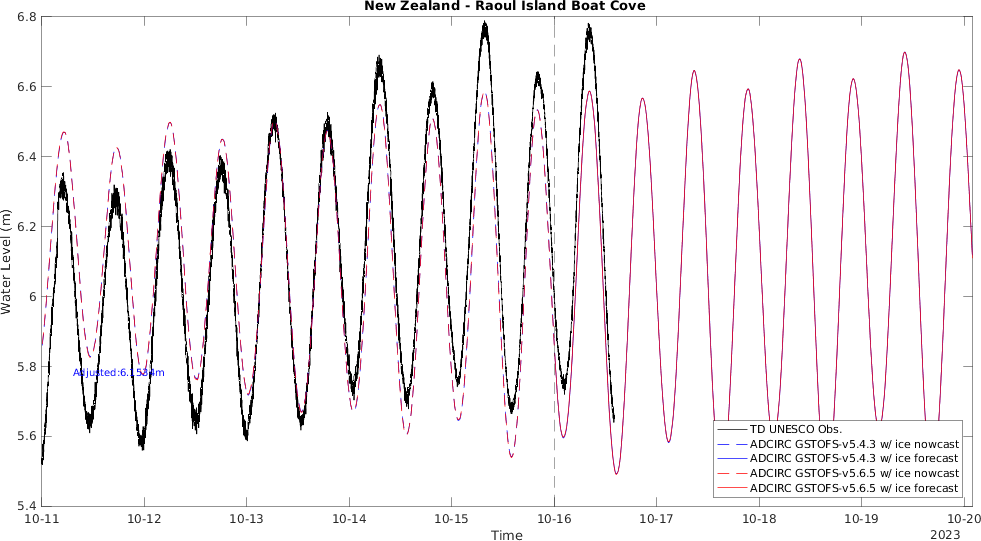 New Zealand - Raoul Island Boat Cove
Water Level (m)
6.8
6.6
6.4
6.2
6
5.8
5.6
5.4
TD UNESCO Obs.
ADCIRC GSTOFS-v5.4.3 w/ ice nowcast
ADCIRC GSTOFS-v5.4.3 w/ ice forecast
ADCIRC GSTOFS-v5.6.5 w/ ice nowcast
ADCIRC GSTOFS-v5.6.5 w/ ice forecast
10-11 10-12 10-13 10-14 10-15 10-16 10-17 10-18 10-19 10-20
Time
2023